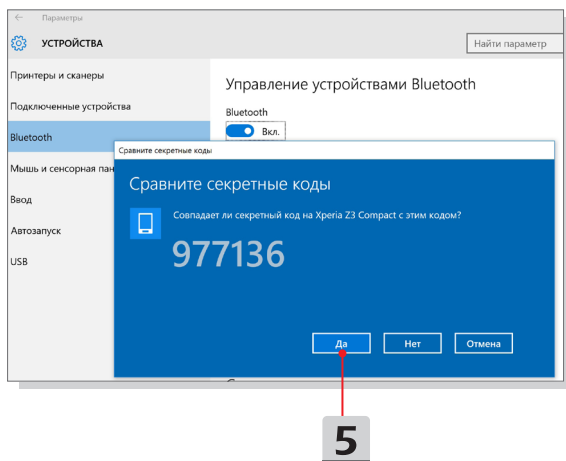 Параметры
УСТРОЙСТВА
Найти параметр
Принтеры и сканеры
Подключенные устройства
Bluetooth
Мышь и сенсорная пан
Ввод
Автозапуск
USB
Управление устройствами Bluetooth
Bluetooth
Вкл.
Сравните секретные коды
Сравните секретные коды
Совпадает ли секретный код на Xperia Z3 Compact с этим кодом?
977136
Да
Нет
Отмена
5